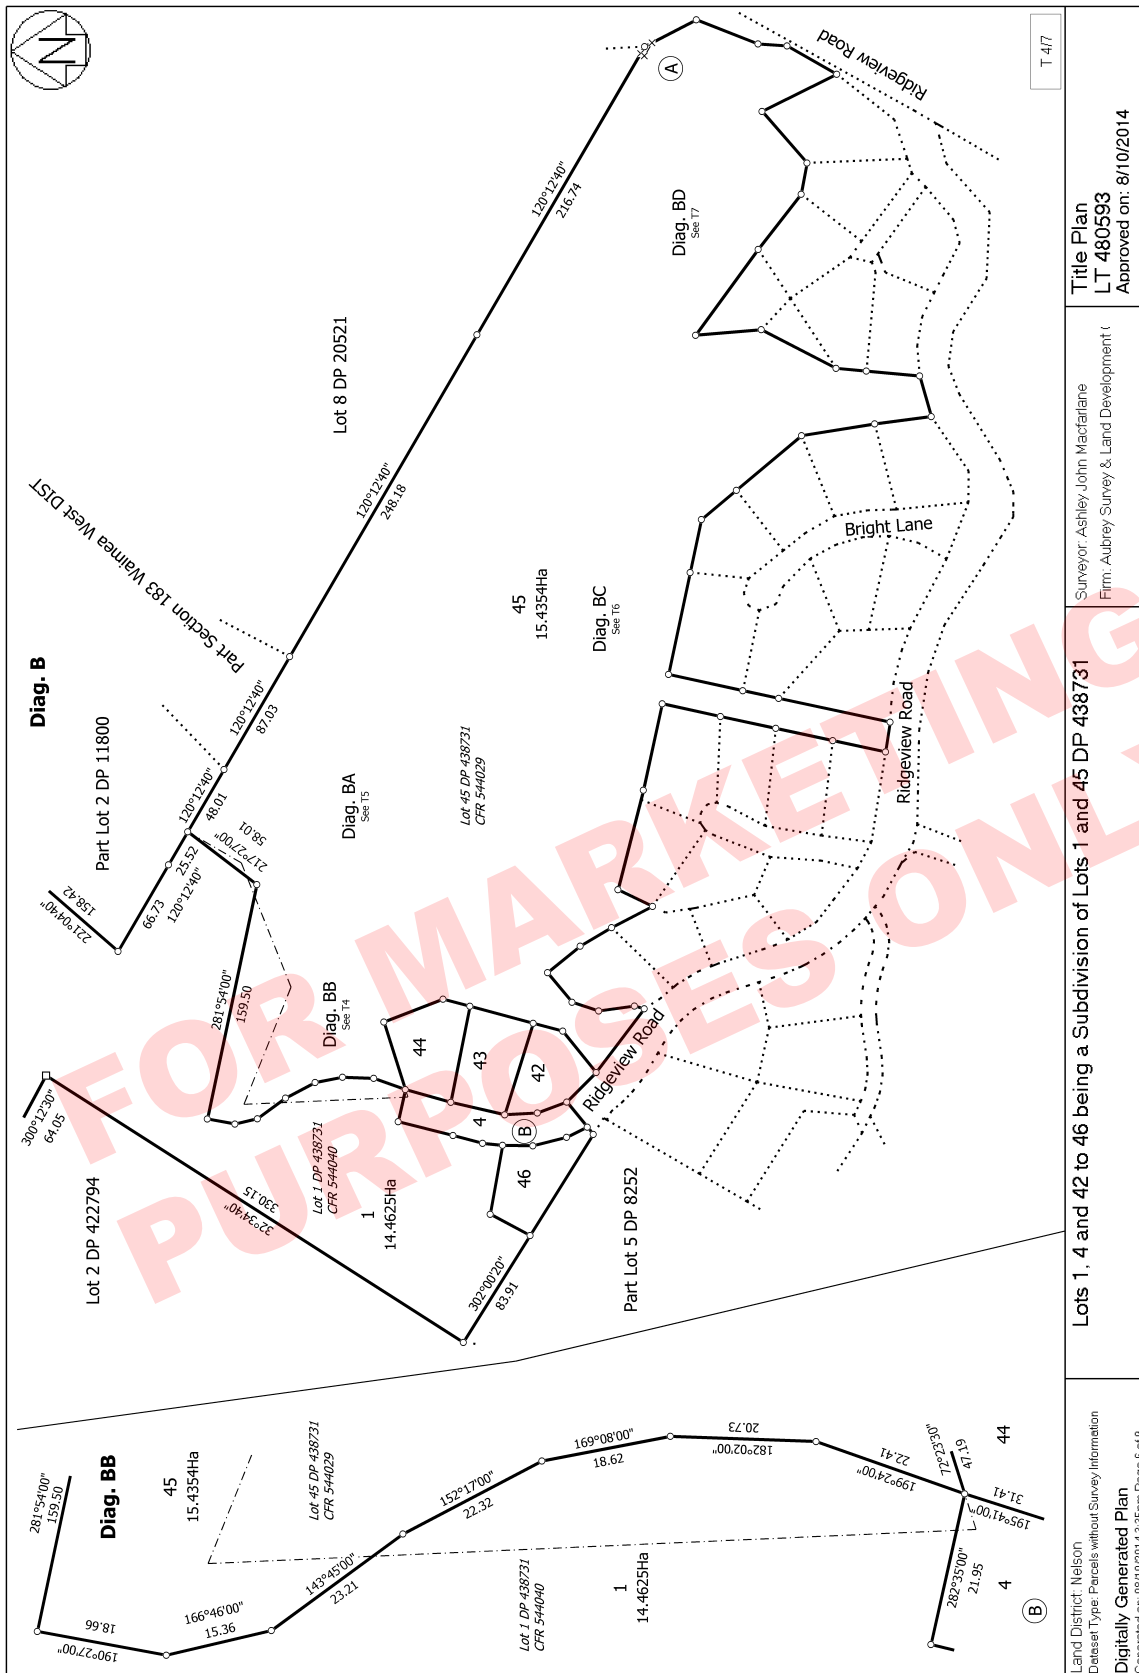 N
T 4/7
Diag. B
Part Section 183 Waimea West DIST
Part Lot 2 DP 11800
Lot 8 DP 20521
Lot 2 DP 422794
Part Lot 5 DP 8252
300°12'30"
64.05
221°04'40"
158.42
66.73
120°12'40"
25.52
120°12'40"
48.01
217°27'00"
58.01
120°12'40"
87.03
120°12'40"
248.18
120°12'40"
216.74
281°54'00"
159.50
32°34'40"
330.15
302°00'20"
83.91
Diag. BA
See T5
Diag. BB
See T4
Diag. BC
See T6
Diag. BD
See T7
45
15.4354Ha
Lot 45 DP 438731
CFR 544029
Lot 1 DP 438731
CFR 544040
1
14.4625Ha
44
43
42
4
B
46
A
Ridgeview Road
Ridgeview Road
Ridgeview Road
Bright Lane
Diag. BB
281°54'00"
159.50
45
15.4354Ha
Lot 45 DP 438731
CFR 544029
190°27'00"
18.66
166°46'00"
15.36
143°45'00"
23.21
152°17'00"
22.32
169°08'00"
18.62
182°02'00"
20.73
199°24'00"
22.41
72°23'30"
47.19
44
195°41'00"
31.41
282°35'00"
21.95
4
B
Lot 1 DP 438731
CFR 544040
1
14.4625Ha
FOR MARKETING
PURPOSES ONLY
Land District: Nelson
Dataset Type: Parcels without Survey Information
Digitally Generated Plan
Lots 1, 4 and 42 to 46 being a Subdivision of Lots 1 and 45 DP 438731
Surveyor: Ashley John Macfarlane
Firm: Aubrey Survey & Land Development (
Title Plan
LT 480593
Approved on: 8/10/2014